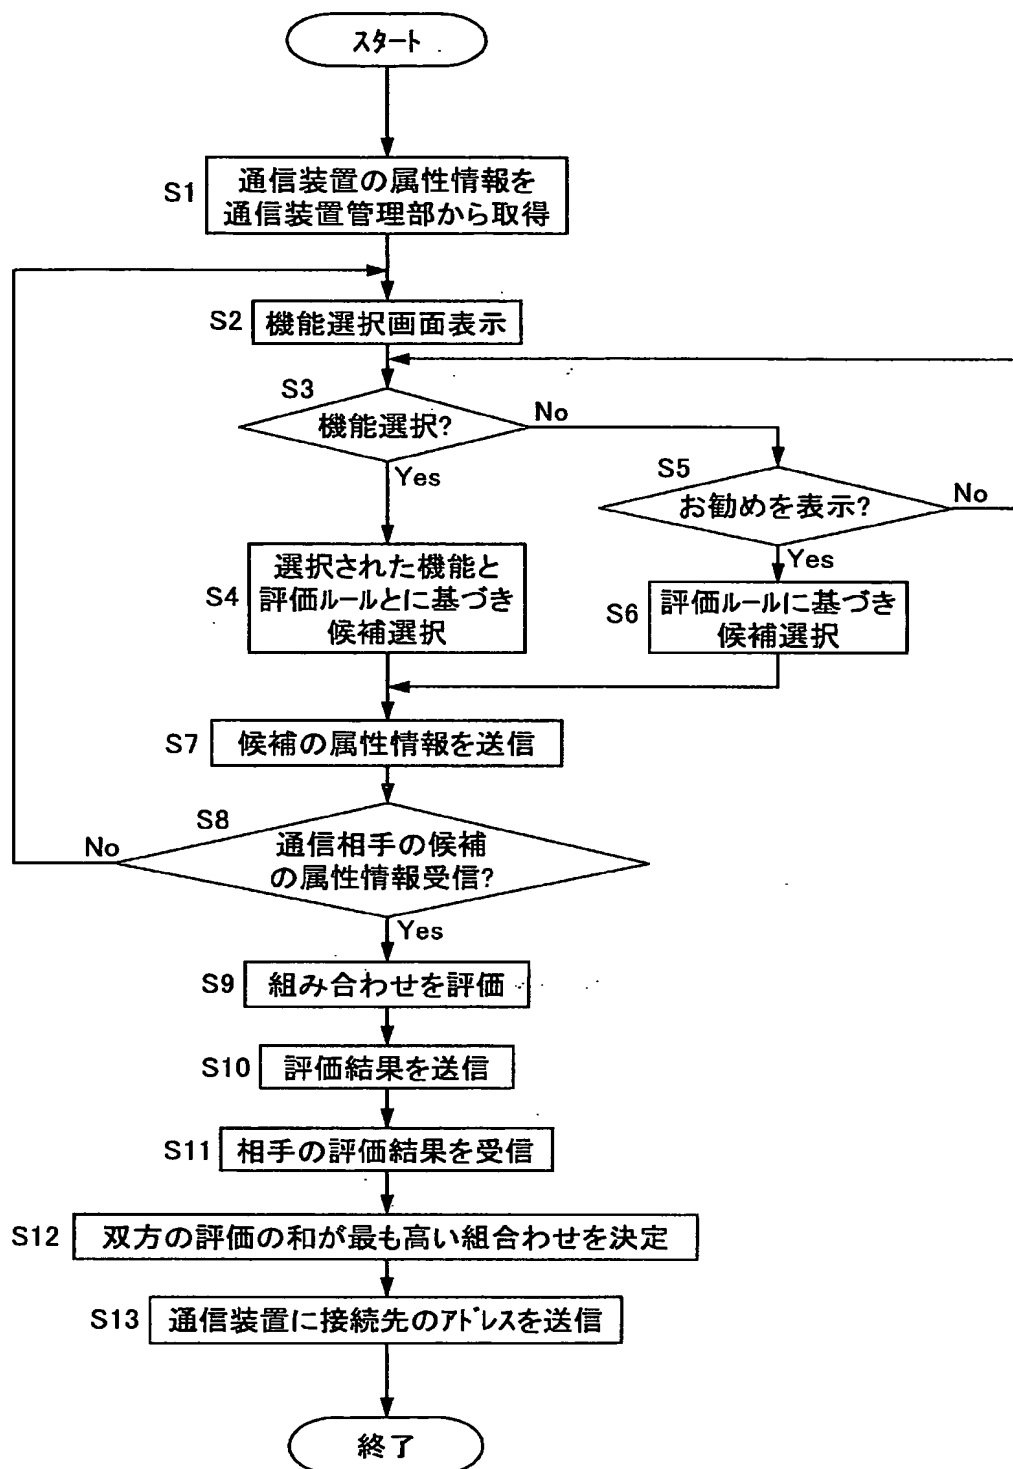 スタート
S1
通信装置の属性情報を
通信装置管理部から取得
S2
機能選択画面表示
S3
機能選択?
No
Yes
S5
お勧めを表示?
No
Yes
S4
選択された機能と
評価ルールとに基づき
候補選択
S6
評価ルールに基づき
候補選択
S7
候補の属性情報を送信
S8
通信相手の候補
の属性情報受信?
No
Yes
S9
組み合わせを評価
S10
評価結果を送信
S11
相手の評価結果を受信
S12
双方の評価の和が最も高い組合わせを決定
S13
通信装置に接続先のアドレスを送信
終了